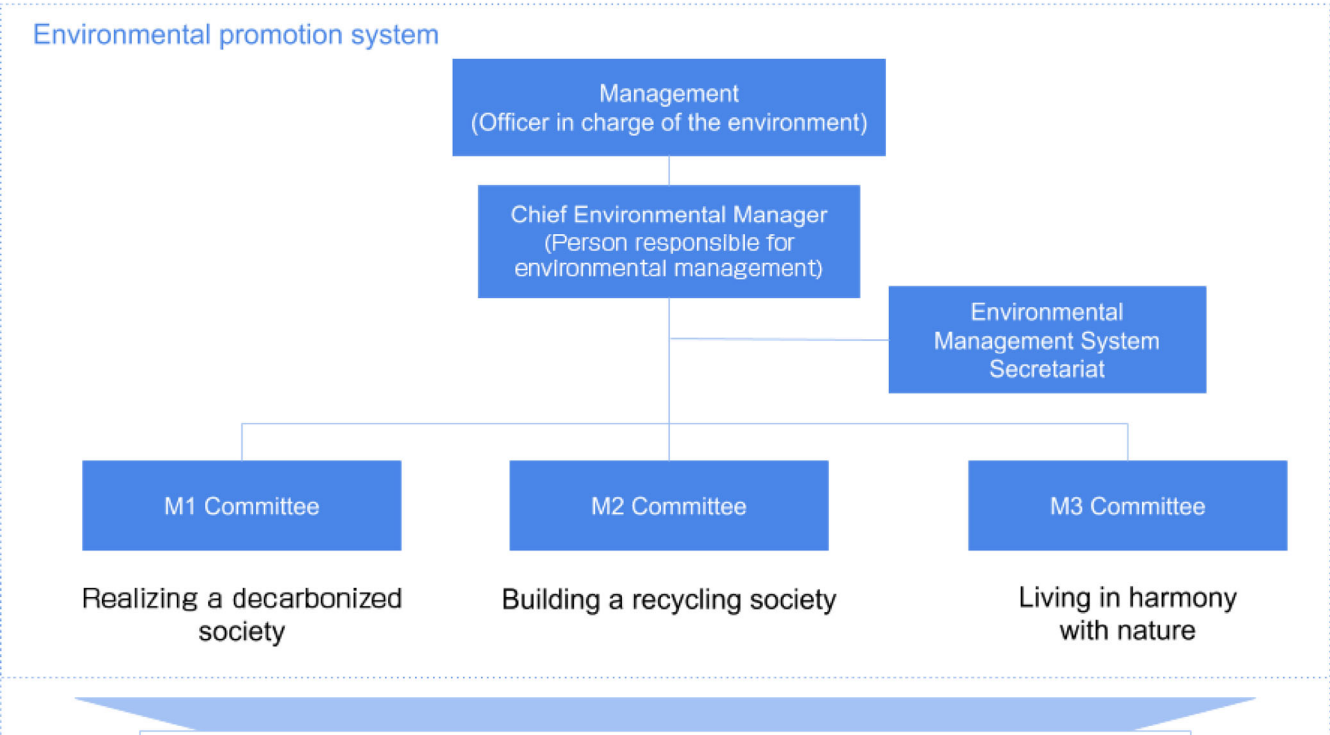 Environmental promotion system
Management
(Officer in charge of the environment)
Chief Environmental Manager
(Person responsible for
environmental management)
Environmental
Management System
Secretariat
M1 Committee
M2 Committee
M3 Committee
Realizing a decarbonized
society
Building a recycling society
Living in harmony
with nature